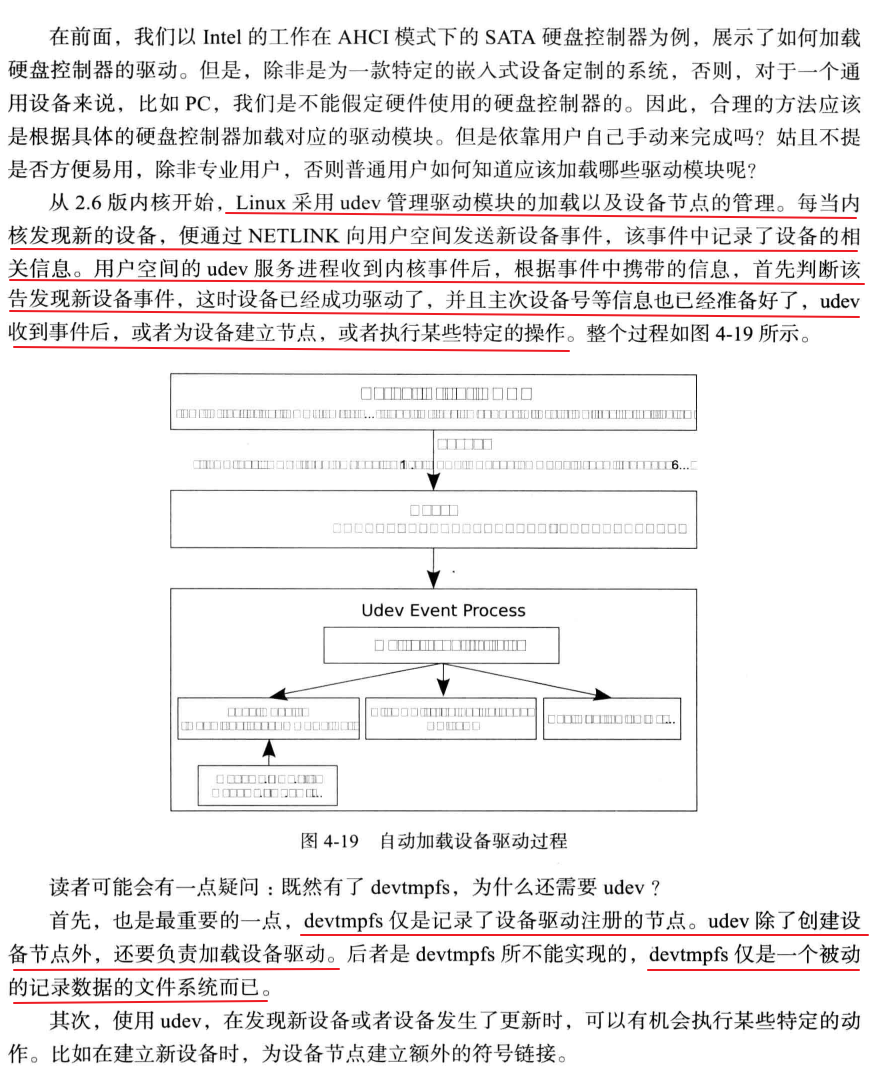 在前面，我们以 Intel 的工作在 AHCI 模式下的 SATA 硬盘控制器为例，展示了如何加载
硬盘控制器的驱动。但是，除非是为一款特定的嵌入式设备定制的系统，否则，对于一个通
用设备来说，比如 PC，我们是不能假定硬件使用的硬盘控制器的。因此，合理的方法应该
是根据具体的硬盘控制器加载对应的驱动模块。但是依靠用户自己手动来完成吗？姑且不提
是否方便易用，除非专业用户，否则普通用户如何知道应该加载哪些驱动模块呢？
从 2.6 版内核开始，Linux 采用 udev 管理驱动模块的加载以及设备节点的管理。每当内
核发现新的设备，便通过 NETLINK 向用户空间发送新设备事件，该事件中记录了设备的相
关信息。用户空间的 udev 服务进程收到内核事件后，根据事件中携带的信息，首先判断该
告发现新设备事件，这时设备已经成功驱动了，并且主次设备号等信息也已经准备好了，udev
收到事件后，或者为设备建立节点，或者执行某些特定的操作。整个过程如图 4-19 所示。
Udev Event Process
图 4-19 自动加载设备驱动过程
读者可能会有一点疑问：既然有了 devtmpfs，为什么还需要 udev？
首先，也是最重要的一点，devtmpfs 仅是记录了设备驱动注册的节点。udev 除了创建设
备节点外，还要负责加载设备驱动。后者是 devtmpfs 所不能实现的，devtmpfs 仅是一个被动
的记录数据的文件系统而已。
其次，使用 udev，在发现新设备或者设备发生了更新时，可以有机会执行某些特定的动
作。比如在建立新设备时，为设备节点建立额外的符号链接。